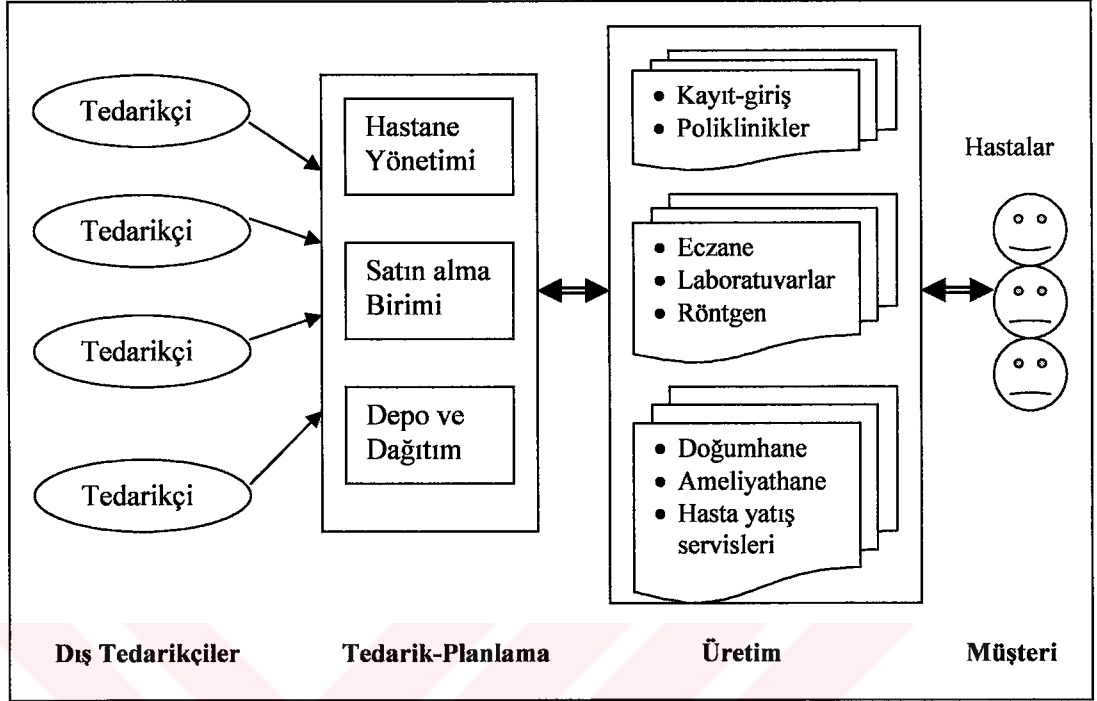 Tedarikçi
Tedarikçi
Tedarikçi
Tedarikçi
Hastane
Yönetimi
Satın alma
Birimi
Depo ve
Dağıtım
• Kayıt-giriş
• Poliklinikler
• Eczane
• Laboratuvarlar
• Röntgen
• Doğumhane
• Ameliyathane
• Hasta yatış
servisleri
Hastalar
Dış Tedarikçiler
Tedarik-Planlama
Üretim
Müşteri